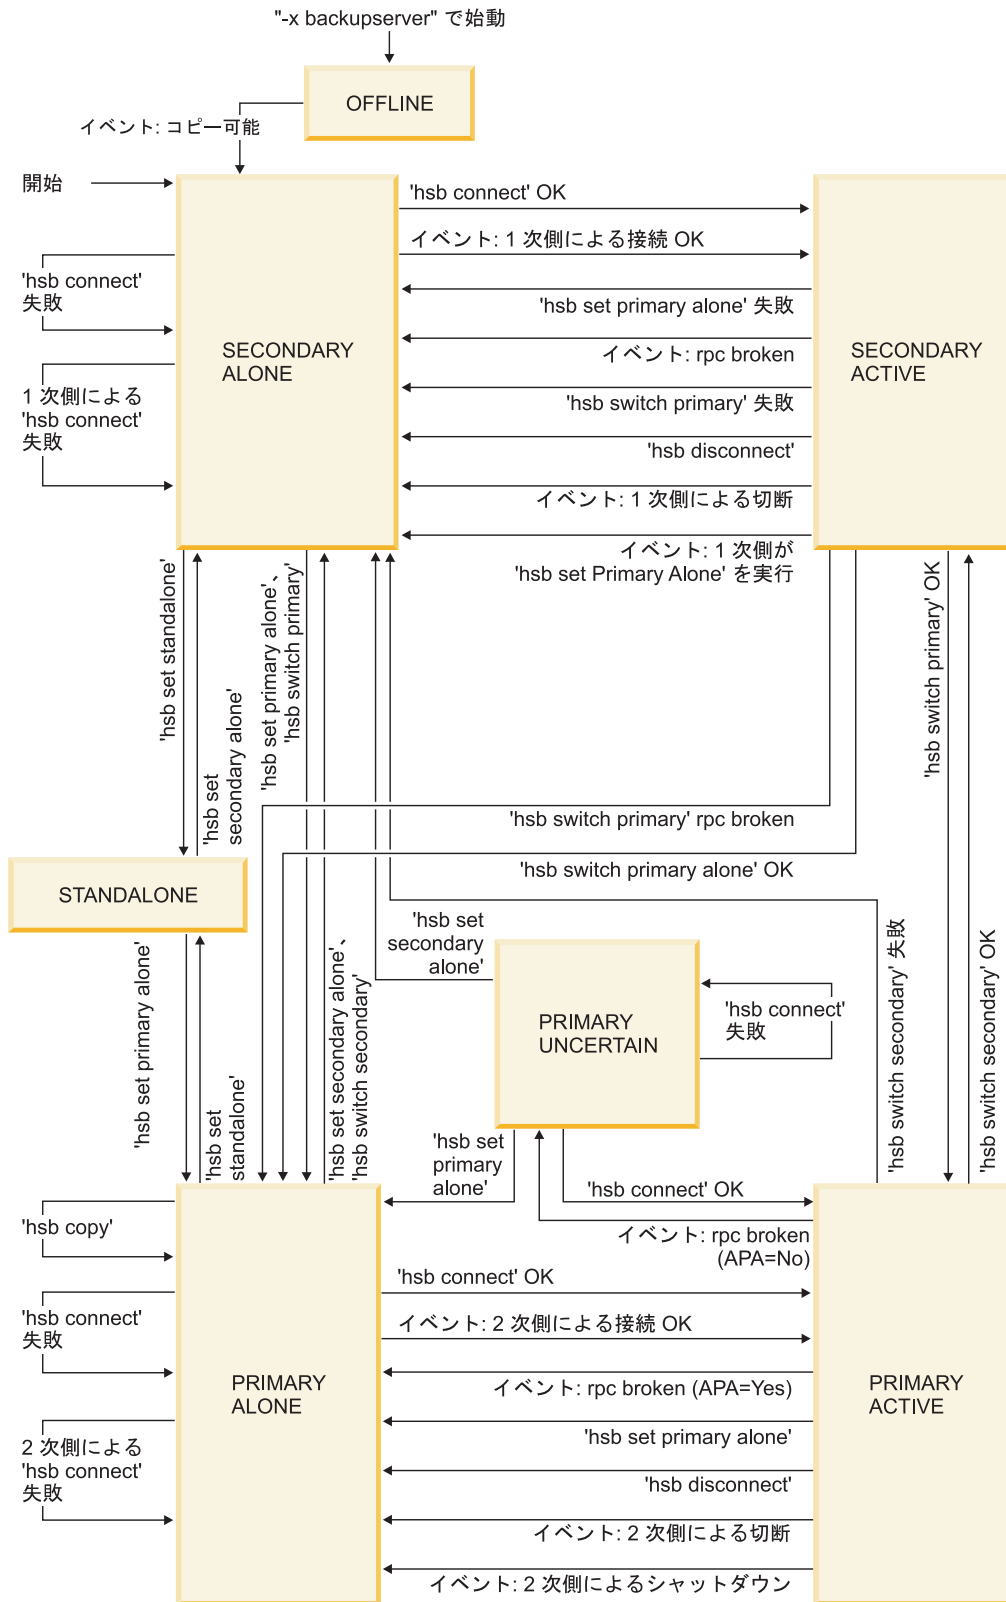 "-x backupserver" で始動
OFFLINE
イベント: コピー可能
開始
'hsb connect' OK
イベント: 1 次側による接続 OK
'hsb connect'
失敗
'hsb set primary alone' 失敗
SECONDARY
ALONE
イベント: rpc broken
SECONDARY
ACTIVE
1 次側による
'hsb connect'
失敗
'hsb switch primary' 失敗
'hsb disconnect'
イベント: 1 次側による切断
イベント: 1 次側が
'hsb set Primary Alone' を実行
'hsb set standalone'
'hsb set
secondary alone'
'hsb set primary alone'、
'hsb switch primary'
'hsb switch primary' OK
'hsb switch primary' rpc broken
'hsb switch primary alone' OK
STANDALONE
'hsb set
secondary
alone'
'hsb set primary alone'
'hsb set
standalone'
'hsb set secondary alone'、
'hsb switch secondary'
PRIMARY
UNCERTAIN
'hsb connect'
失敗
'hsb switch secondary' 失敗
'hsb switch secondary' OK
'hsb set
primary
alone'
'hsb connect' OK
イベント: rpc broken
(APA=No)
'hsb copy'
'hsb connect' OK
'hsb connect'
失敗
イベント: 2 次側による接続 OK
PRIMARY
ALONE
イベント: rpc broken (APA=Yes)
PRIMARY
ACTIVE
'hsb set primary alone'
2 次側による
'hsb connect'
失敗
'hsb disconnect'
イベント: 2 次側による切断
イベント: 2 次側によるシャットダウン